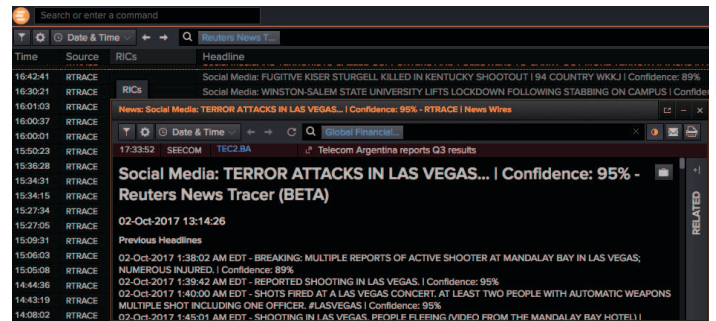 Search or enter a command
Date & Time
Reuters News T...
Time Source RICs Headline
16:42:41 RTRACE Social Media: FUGITIVE KISER STURGELL KILLED IN KENTUCKY SHOOTOUT | 94 COUNTRY WKKJ | Confidence: 89%
16:30:21 RTRACE RICs Social Media: WINSTON-SALEM STATE UNIVERSITY LIFTS LOCKDOWN FOLLOWING STABBING ON CAMPUS | Confiden
16:01:03 RTRACE
16:00:37 RTRACE
16:00:01 RTRACE
15:50:23 RTRACE
15:36:28 RTRACE
15:34:31 RTRACE
15:34:15 RTRACE
15:27:34 RTRACE
15:27:05 RTRACE
15:09:31 RTRACE
15:06:03 RTRACE
15:05:08 RTRACE
14:44:36 RTRACE
14:43:19 RTRACE
14:08:02 RTRACE
News: Social Media: TERROR ATTACKS IN LAS VEGAS... | Confidence: 95% - RTRACE | News Wires
Date & Time
Global Financial...
17:33:52 SEECOM TEC2.BA Telecom Argentina reports Q3 results
Social Media: TERROR ATTACKS IN LAS VEGAS... | Confidence: 95% -
Reuters News Tracer (BETA)
02-Oct-2017 13:14:26
Previous Headlines
02-Oct-2017 1:38:02 AM EDT - BREAKING: MULTIPLE REPORTS OF ACTIVE SHOOTER AT MANDALAY BAY IN LAS VEGAS;
NUMEROUS INJURED. | Confidence: 89%
02-Oct-2017 1:39:42 AM EDT - REPORTED SHOOTING IN LAS VEGAS. | Confidence: 95%
02-Oct-2017 1:40:00 AM EDT - SHOTS FIRED AT A LAS VEGAS CONCERT. AT LEAST TWO PEOPLE WITH AUTOMATIC WEAPONS
MULTIPLE SHOT INCLUDING ONE OFFICER. #LASVEGAS | Confidence: 95%
02-Oct-2017 1:45:01 AM EDT - SHOOTING IN LAS VEGAS. PEOPLE FLEEING (VIDEO FROM THE MANDALAY BAY HOTEL) |
RELATED